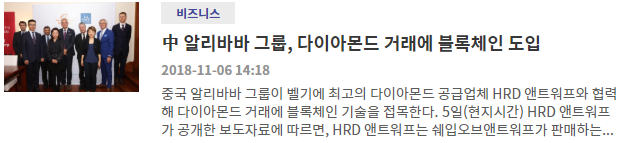 비즈니스
中 알리바바 그룹, 다이아몬드 거래에 블록체인 도입
2018-11-06 14:18
중국 알리바바 그룹이 벨기에 최고의 다이아몬드 공급업체 HRD 앤트워프와 협력
해 다이아몬드 거래에 블록체인 기술을 접목한다. 5일(현지시간) HRD 앤트워프
가 공개한 보도자료에 따르면, HRD 앤트워프는 쉐입오브앤트워프가 판매하는...